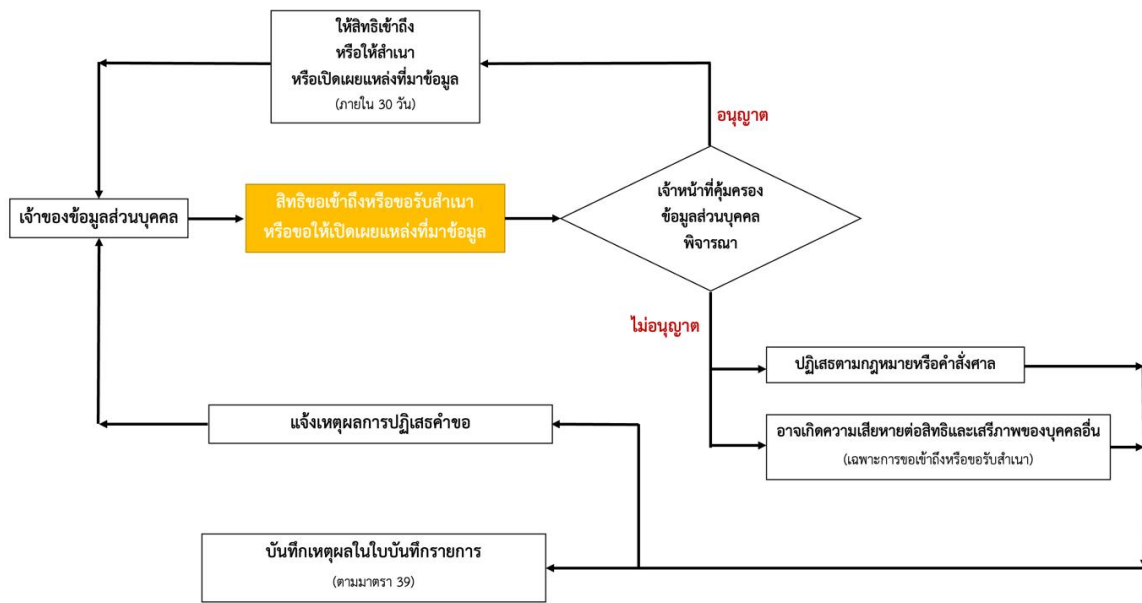 ให้สิทธิเข้าถึง
หรือให้สำเนา
หรือเปิดเผยแหล่งที่มาข้อมูล
(ภายใน 30 วัน)
อนุญาต
เจ้าของข้อมูลส่วนบุคคล
สิทธิขอเข้าถึงหรือขอรับสำเนา
หรือขอให้เปิดเผยแหล่งที่มาข้อมูล
เจ้าหน้าที่คุ้มครอง
ข้อมูลส่วนบุคคล
พิจารณา
ไม่อนุญาต
ปฏิเสธตามกฎหมายหรือคำสั่งศาล
อาจเกิดความเสียหายต่อสิทธิและเสรีภาพของบุคคลอื่น
(เฉพาะการขอเข้าถึงหรือขอรับสำเนา)
แจ้งเหตุผลการปฏิเสธคำขอ
บันทึกเหตุผลในใบบันทึกรายการ
(ตามมาตรา 39)